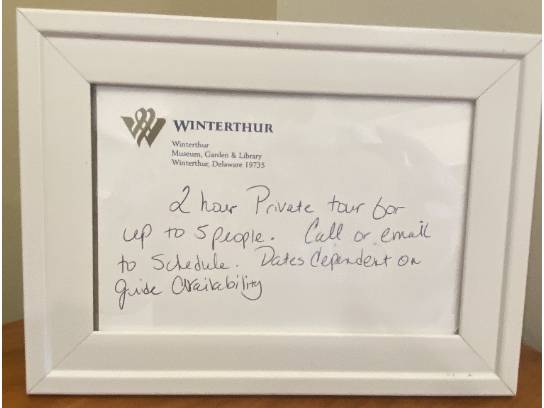 WINTERTHUR
Winterthur
Museum, Garden & Library
Winterthur, Delaware 19735
2 hour Private tour for
up to 5 people. Call or email
to Schedule. Dates dependent on
guide availability